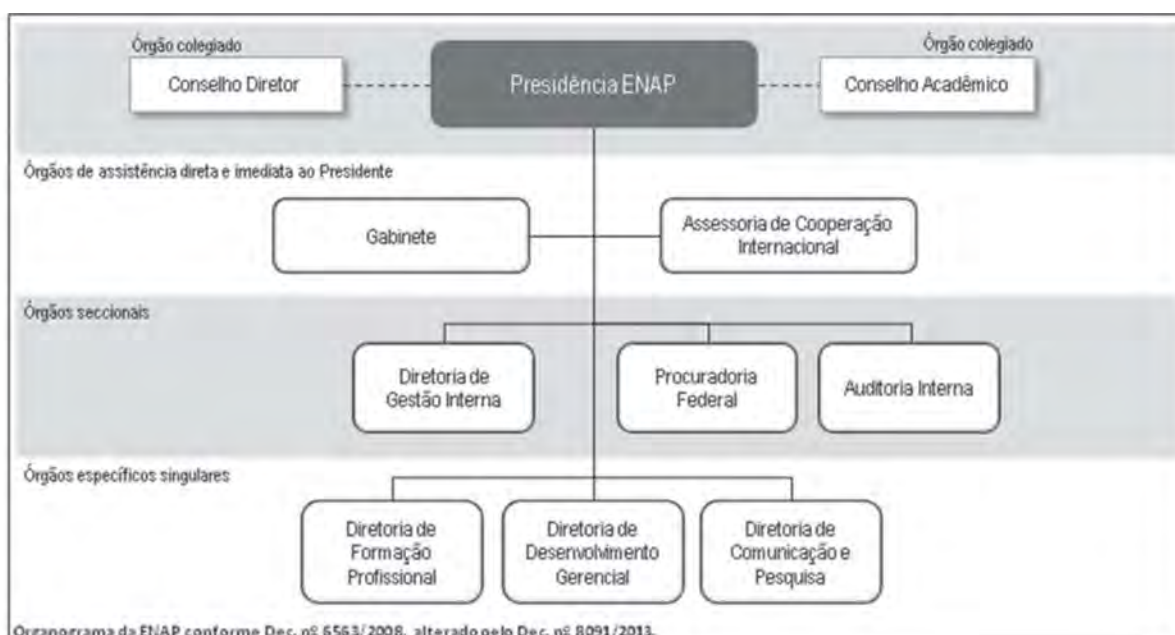 Órgão colegiado
Órgão colegiado
Conselho Diretor
Presidência ENAP
Conselho Acadêmico
Órgãos de assistência direta e imediata ao Presidente
Gabinete
Assessoria de Cooperação
Internacional
Órgãos seccionais
Diretoria de
Gestão Interna
Procuradoria
Federal
Auditoria Interna
Órgãos específicos singulares
Diretoria de
Formação
Profissional
Diretoria de
Desenvolvimento
Gerencial
Diretoria de
Comunicação e
Pesquisa
Organograma da ENAP conforme Dec. nº 6563/2008, alterado pelo Dec. nº 8091/2013.